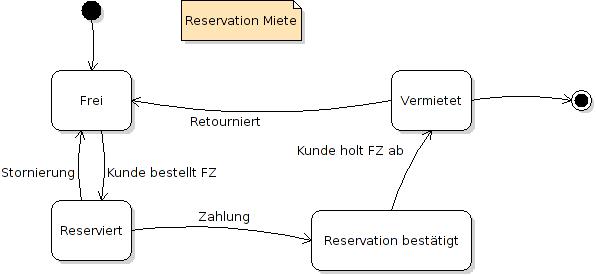 Reservation Miete
Frei
Vermietet
Retourniert
Kunde holt FZ ab
Stornierung
Kunde bestellt FZ
Zahlung
Reserviert
Reservation bestätigt